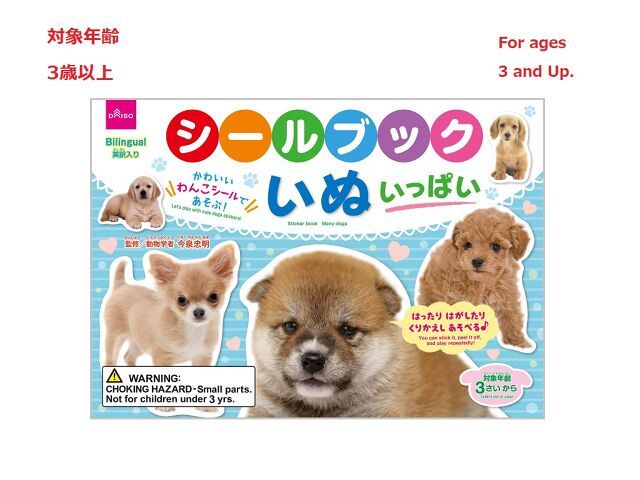 対象年齢
3歳以上
For ages
3 and Up.
DAISO
シールブック
Bilingual
英訳入り
かわいい
わんこシールで
あそぶ!
Let's play with cute dogs stickers!
いぬ いっぱい
Sticker book Many dogs
監修/動物学者 今泉忠明
はったり はがしたり
くりかえし あそべる♪
You can stick it, peel it off,
and play repeatedly!
WARNING:
CHOKING HAZARD-Small parts.
Not for children under 3 yrs.
対象年齢
3さいから